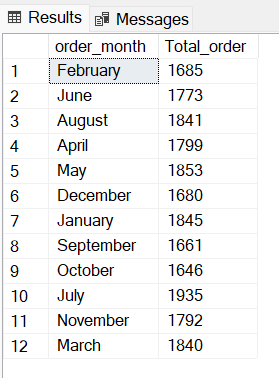 Results Messages
order_month Total_order
1 February 1685
2 June 1773
3 August 1841
4 April 1799
5 May 1853
6 December 1680
7 January 1845
8 September 1661
9 October 1646
10 July 1935
11 November 1792
12 March 1840